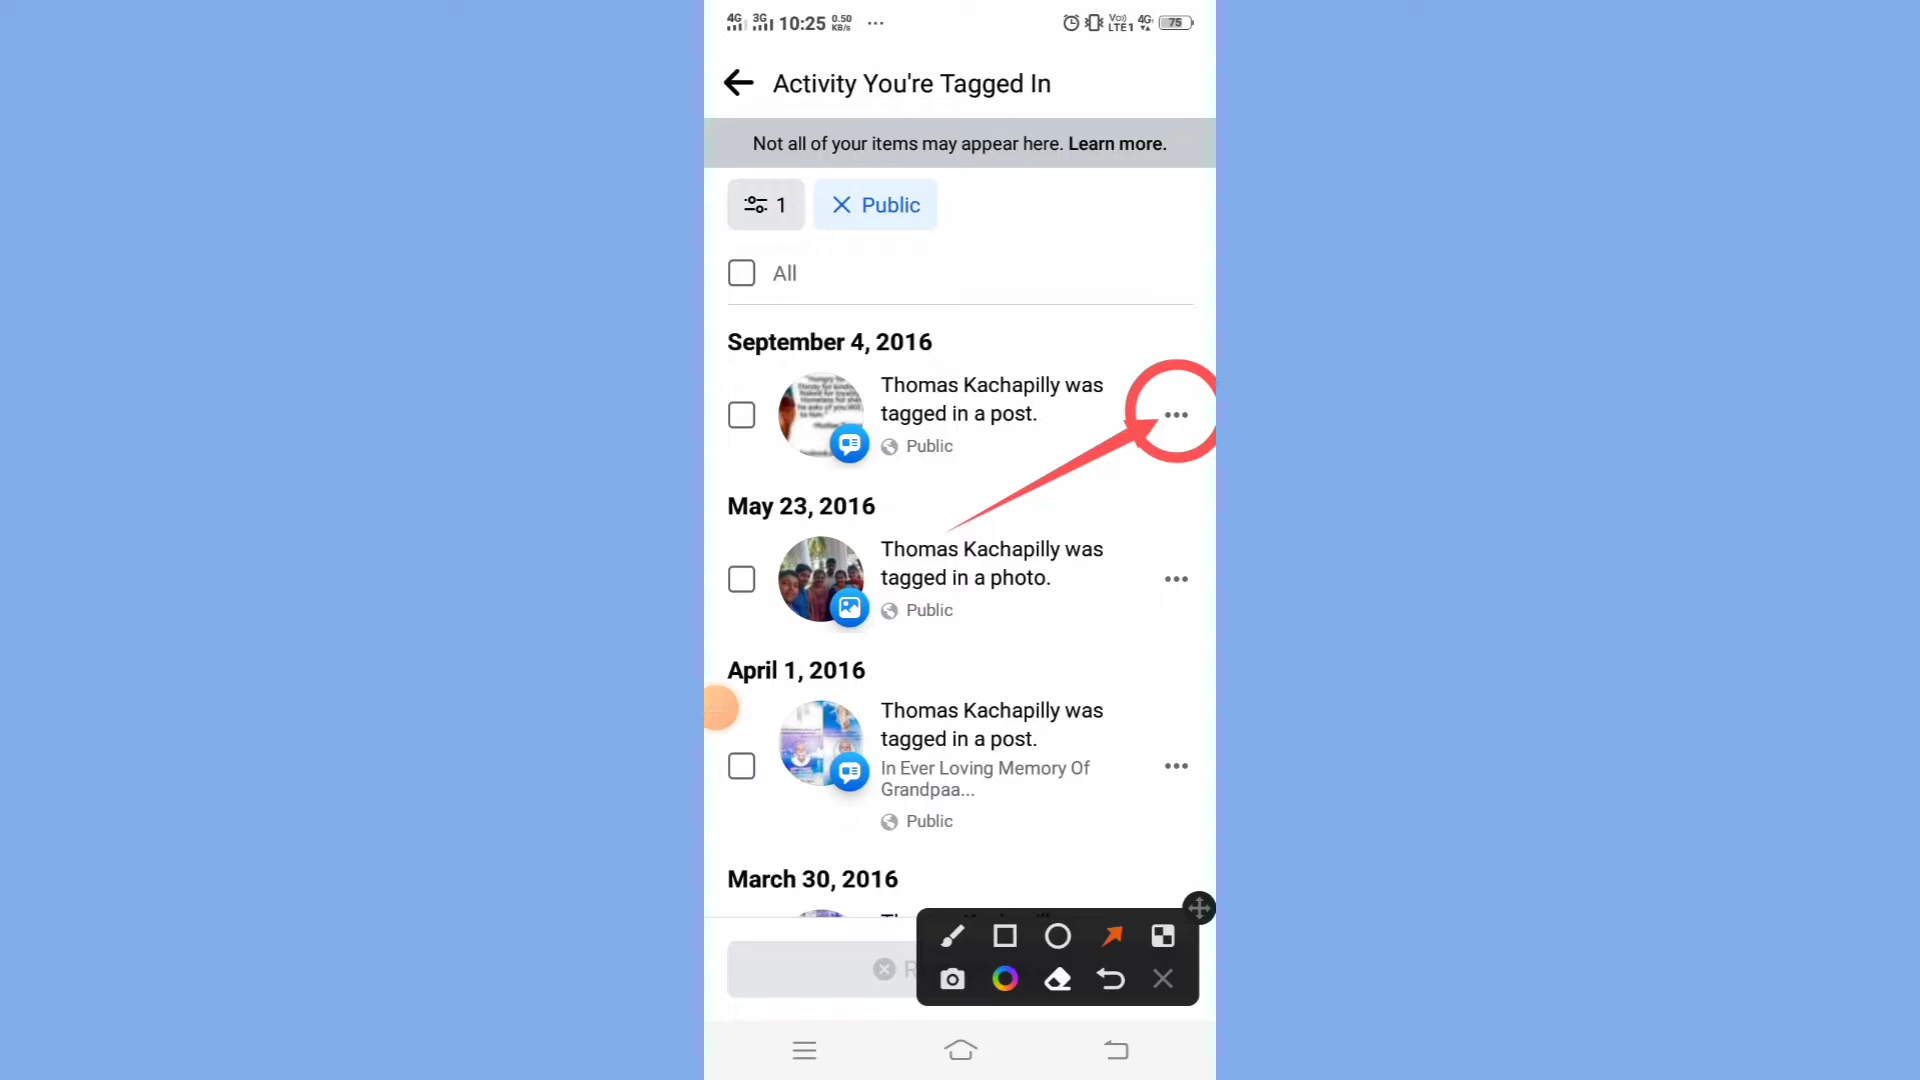 4G 3G 10:25 0.50 KB/s ... Vo) LTE1 4G 75
Activity You're Tagged In
Not all of your items may appear here. Learn more.
1 Public
All
September 4, 2016
Thomas Kachapilly was
tagged in a post.
Public
May 23, 2016
Thomas Kachapilly was
tagged in a photo.
Public
April 1, 2016
Thomas Kachapilly was
tagged in a post.
In Ever Loving Memory Of
Grandpaa...
Public
March 30, 2016
R